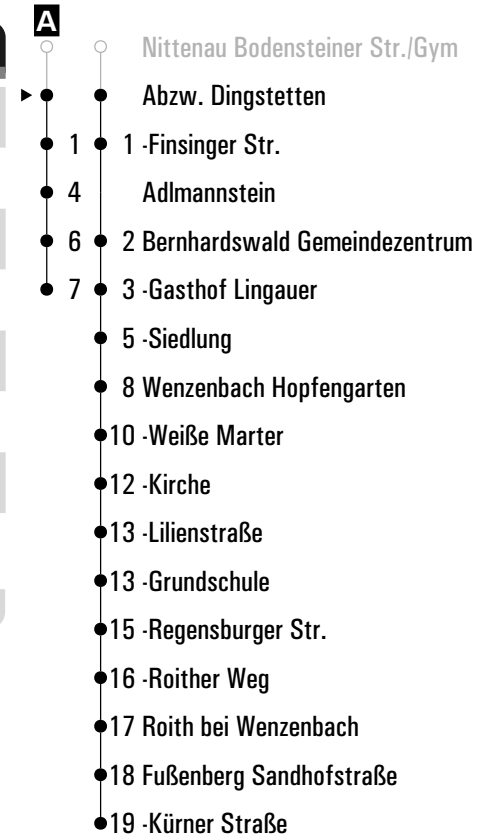 A
Nittenau Bodensteiner Str./Gym
Abzw. Dingstetten
1 1 -Finsinger Str.
4 Adlmannstein
6 2 Bernhardswald Gemeindezentrum
7 3 -Gasthof Lingauer
5 -Siedlung
8 Wenzenbach Hopfengarten
10 -Weiße Marter
12 -Kirche
13 -Lilienstraße
13 -Grundschule
15 -Regensburger Str.
16 -Roither Weg
17 Roith bei Wenzenbach
18 Fußenberg Sandhofstraße
19 -Kürner Straße